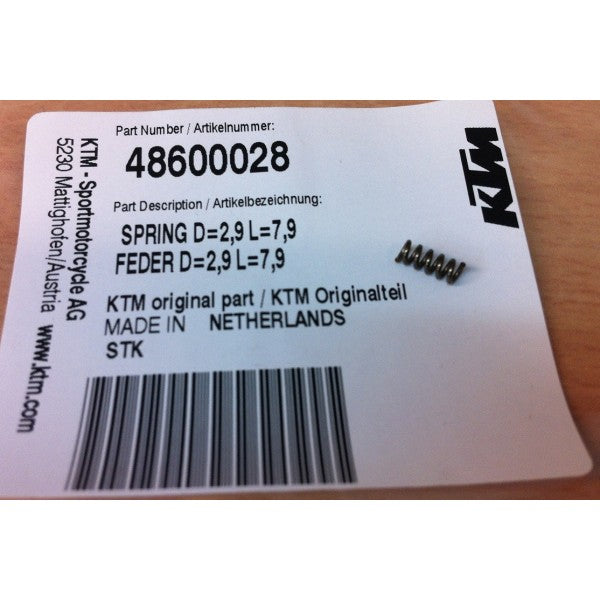 Part Number / Artikelnummer:
48600028
Part Description / Artikelbezeichnung:
SPRING D=2,9 L=7,9
FEDER D=2,9 L=7,9
KTM original part / KTM Originalteil
MADE IN NETHERLANDS
STK
KTM - Sportmotorcycle AG
5230 Mattighofen/Austria www.ktm.com
KTM